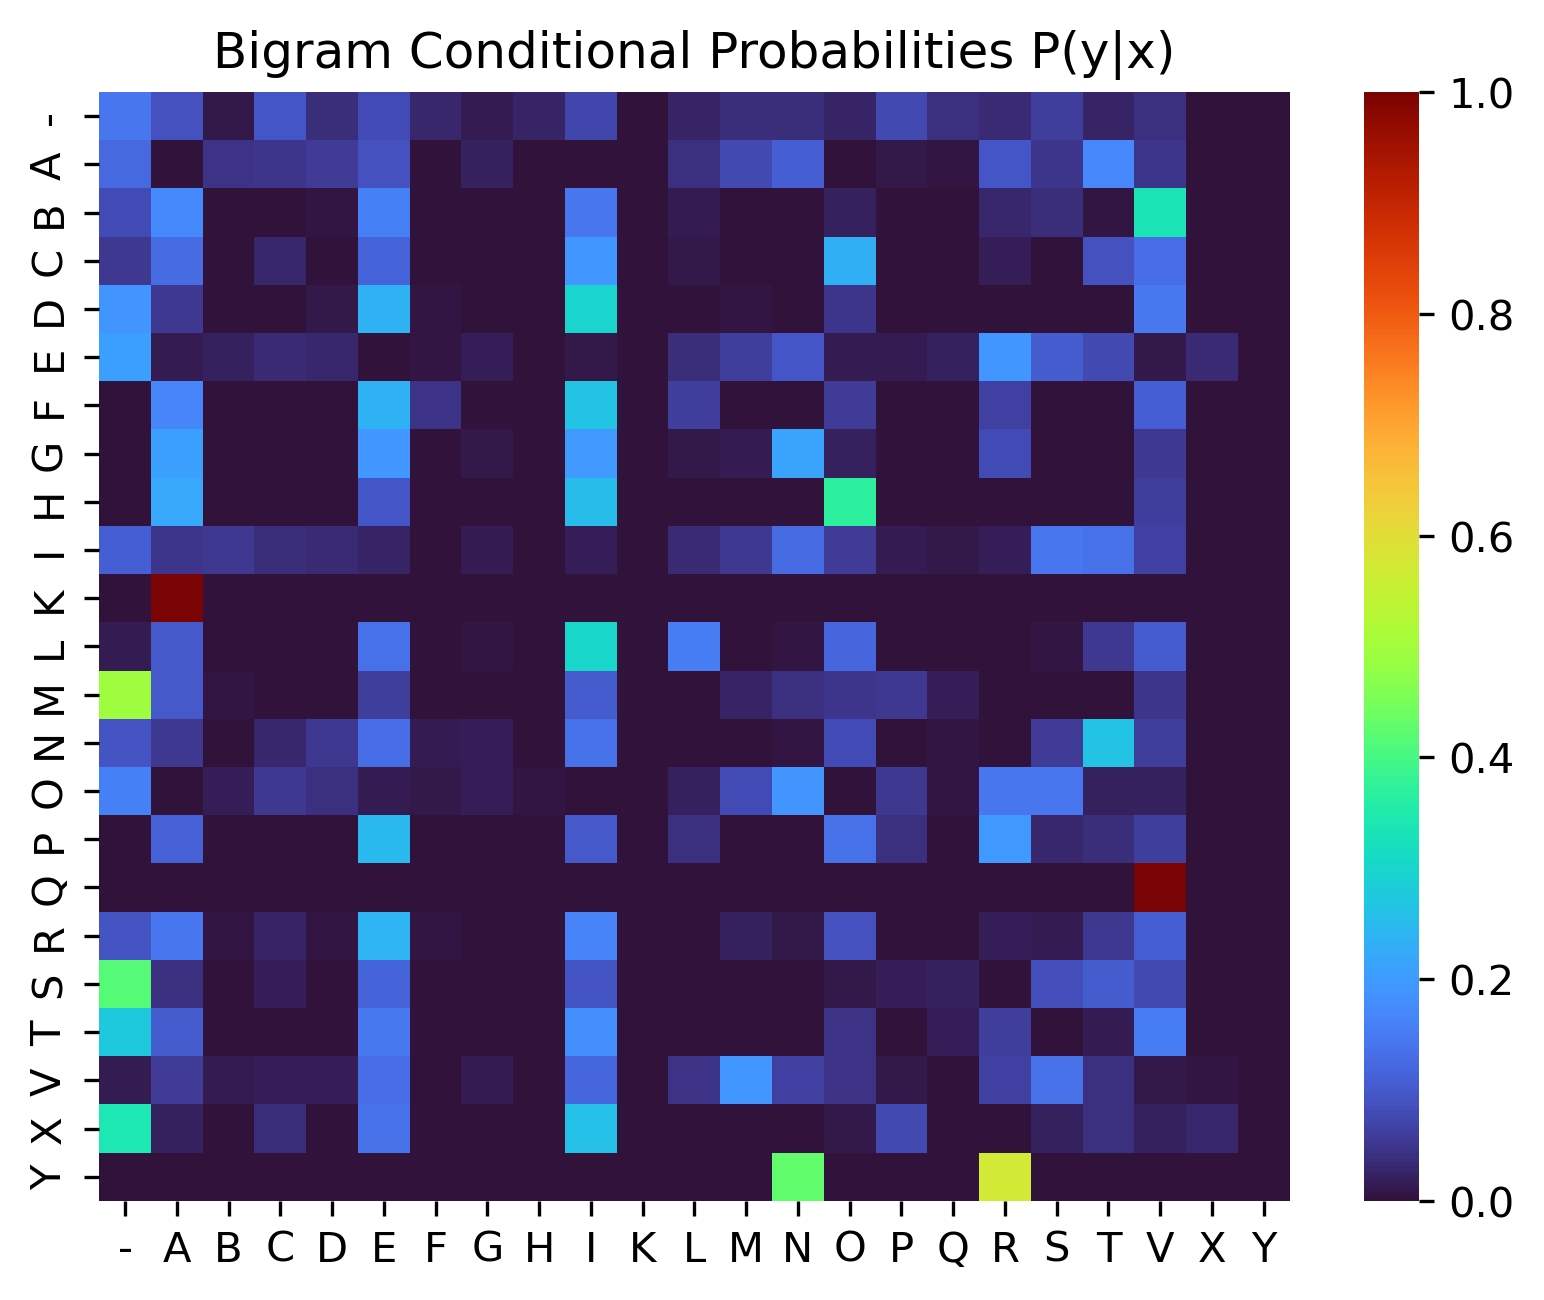 Bigram Conditional Probabilities P(y|x)
-
A
B
C
D
E
F
G
H
I
K
L
M
N
O
P
Q
R
S
T
V
X
Y
- A B C D E F G H I K L M N O P Q R S T V X Y
1.0
0.8
0.6
0.4
0.2
0.0